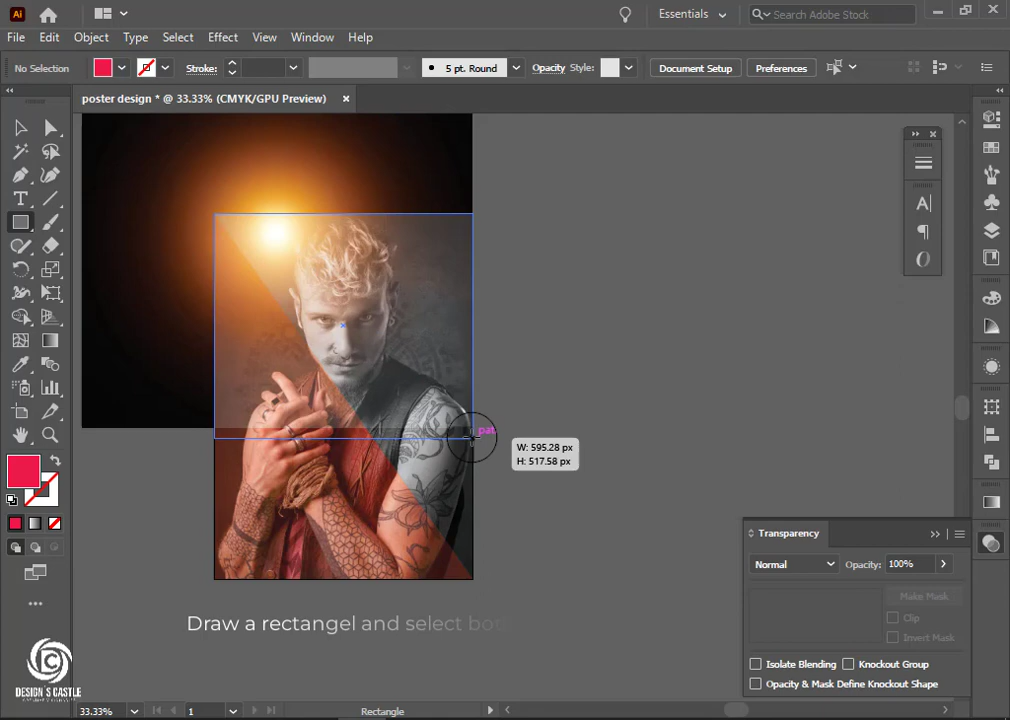 Ai
Essentials
Search Adobe Stock
File Edit Object Type Select Effect View Window Help
No Selection
Stroke:
5 pt. Round
Opacity Style:
Document Setup
Preferences
poster design * @ 33.33% (CMYK/GPU Preview)
pat
W: 595.28 px
H: 517.58 px
Transparency
Normal
Opacity: 100%
Make Mask
Clip
Invert Mask
Isolate Blending
Knockout Group
Opacity & Mask Define Knockout Shape
Draw a rectangel and select bor
DESIGN S CASTLE
33.33%
1
Rectangle